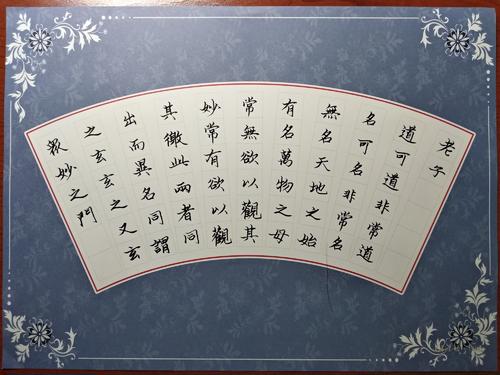 老子
道可道非常道
名可名非常名
無名天地之始
有名萬物之母
常無欲以觀其
妙常有欲以觀
其徼此兩者同
出而異名同謂
之玄玄之又玄
眾妙之門